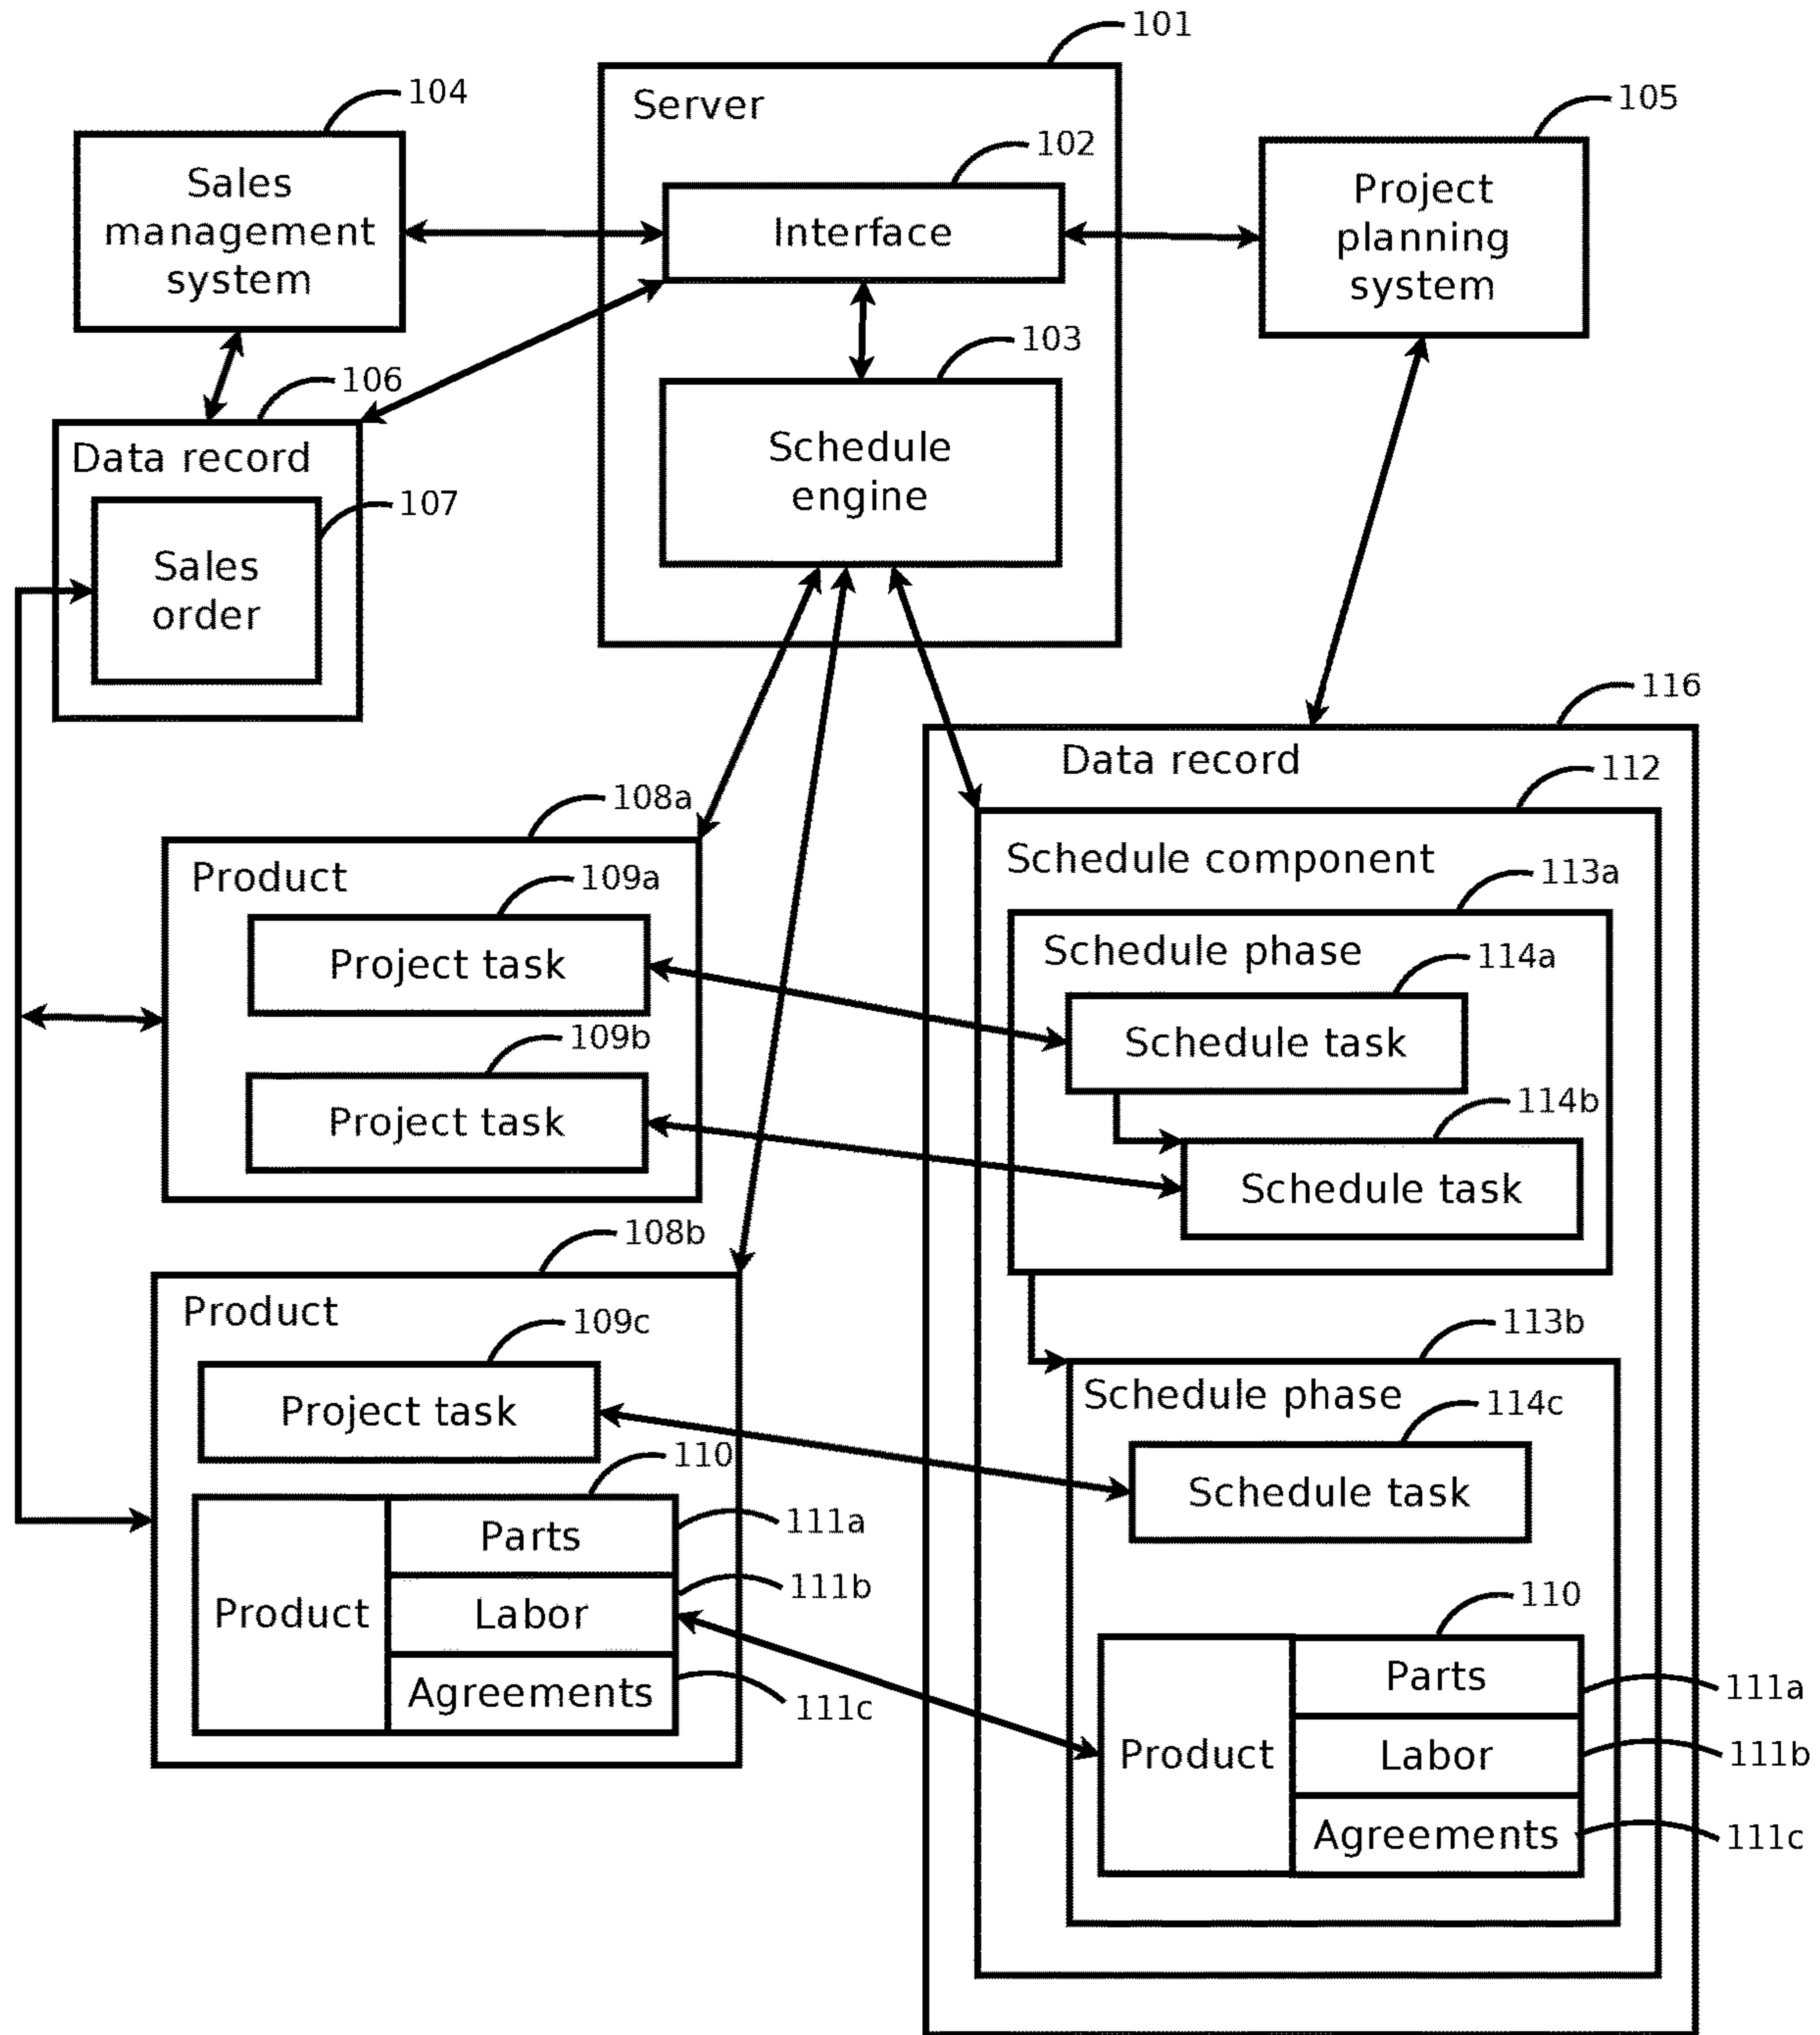 101
Server
104
105
102
Sales
management
system
Interface
Project
planning
system
103
106
Data record
Schedule
engine
107
Sales
order
116
Data record
112
108a
Schedule component
Product
109a
113a
Project task
Schedule phase
114a
Schedule task
109b
114b
Project task
Schedule task
108b
Product
109c
113b
Project task
Schedule phase
114c
110
Schedule task
Parts
111a
111b
Product
Labor
110
Agreements
111c
Parts
111a
Product
Labor
111b
Agreements
111c